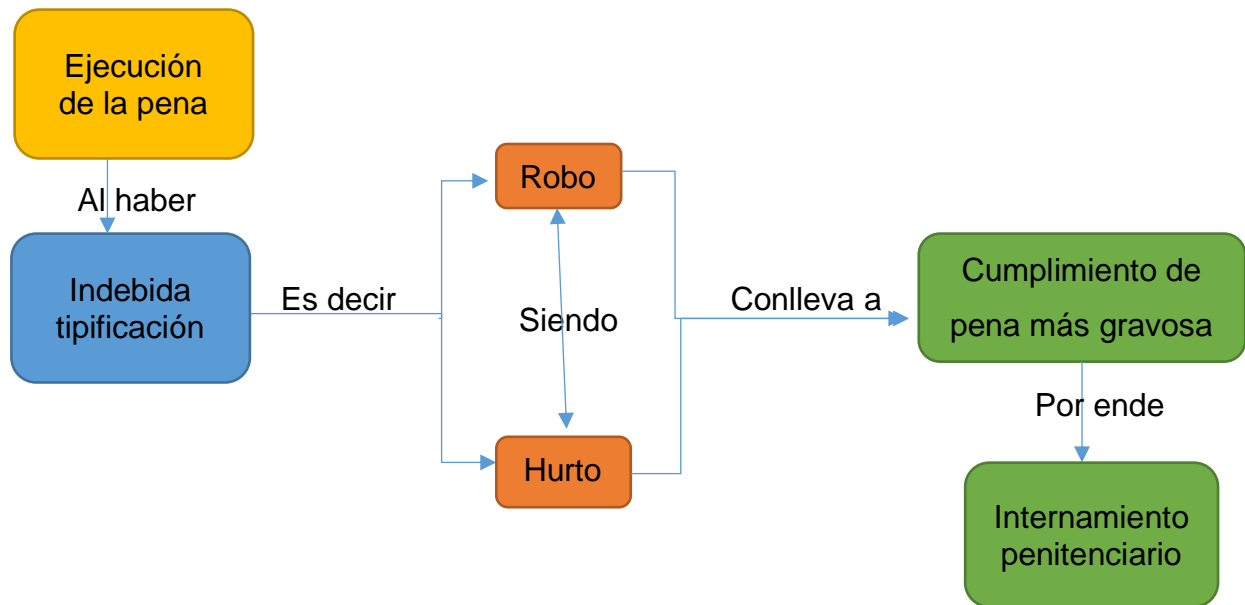 Ejecución
de la pena
Al haber
Indebida
tipificación
Es decir
Robo
Siendo
Hurto
Conlleva a
Cumplimiento de
pena más gravosa
Por ende
Internamiento
penitenciario